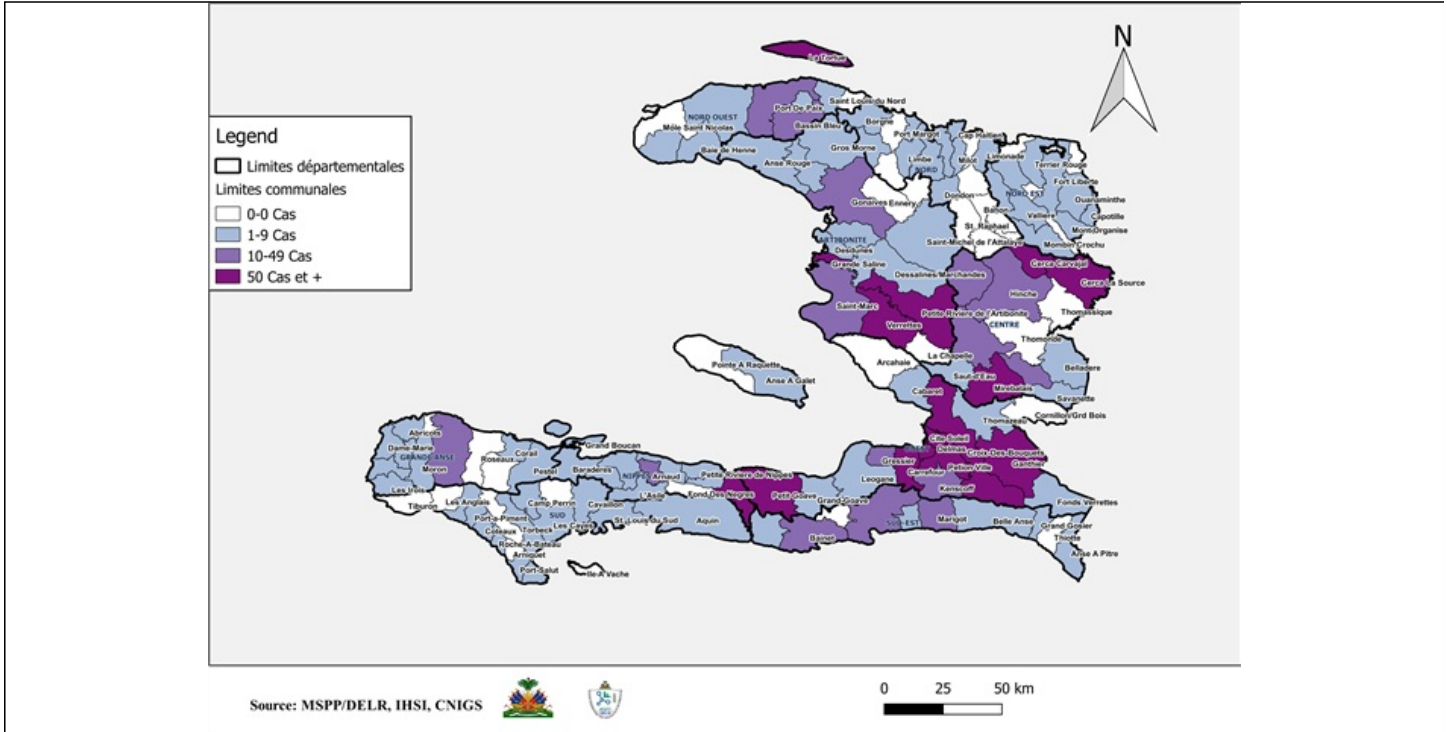 N
La Tortue
Legend
Limites départementales
Limites communales
0-0 Cas
1-9 Cas
10-49 Cas
50 Cas et +
Saint Louis du Nord
Port De Paix
NORD OUEST
Môle Saint Nicolas
Bassin Bleu
Borgne
Port Margot
Cap Haïtien
Baie de Henne
Gros Morne
Anse Rouge
Limbe
NORD
Milot
Limonade
Terrier Rouge
Fort Liberte
NORD EST
Ouanaminthe
Capotille
Mont-Organise
Gonaives
Ennery
Dondon
Bahon
Valliere
St. Raphael
Mombin Crochu
Saint-Michel de l'Attalaye
ARTIBONITE
Desdunes
Grande Saline
Dessalines/Marchandes
Cerca Carvajal
Cerca La Source
Hinche
Thomassique
Saint-Marc
Petite Rivière de l'Artibonite
Verrettes
CENTRE
Thomonde
La Chapelle
Arcahaie
Belladere
Saut-d'Eau
Mirebalais
Savanette
Pointe A Raquette
Anse A Galet
Cabaret
Cornillon/Grd Bois
Thomazeau
Cite Soleil
Delmas
Croix-Des-Bouquets
Ganthier
Gressier
Carrefour
Petion Ville
Kenscoff
Leogane
Grand-Goave
Petit-Goave
Fonds Verrettes
Abricots
Dame-Marie
GRANDE ANSE
Moron
Roseaux
Corail
Grand Boucan
Pestel
Baraderes
NIPPES
Arnaud
Petite Riviere de Nippes
Fond-Des-Negres
L'Asile
Les Irois
Tiburon
Les Anglais
Camp Perrin
SUD
Cavaillon
St. Louis du Sud
Aquin
Port-a-Piment
Coteaux
Torbeck
Les Cayes
Roche-A-Bateau
Arniquet
Port-Salut
Ile-A Vache
Bainet
SUD-EST
Marigot
Belle Anse
Grand Gosier
Thiotte
Anse A Pitre
Source: MSPP/DELR, IHSI, CNIGS
0 25 50 km